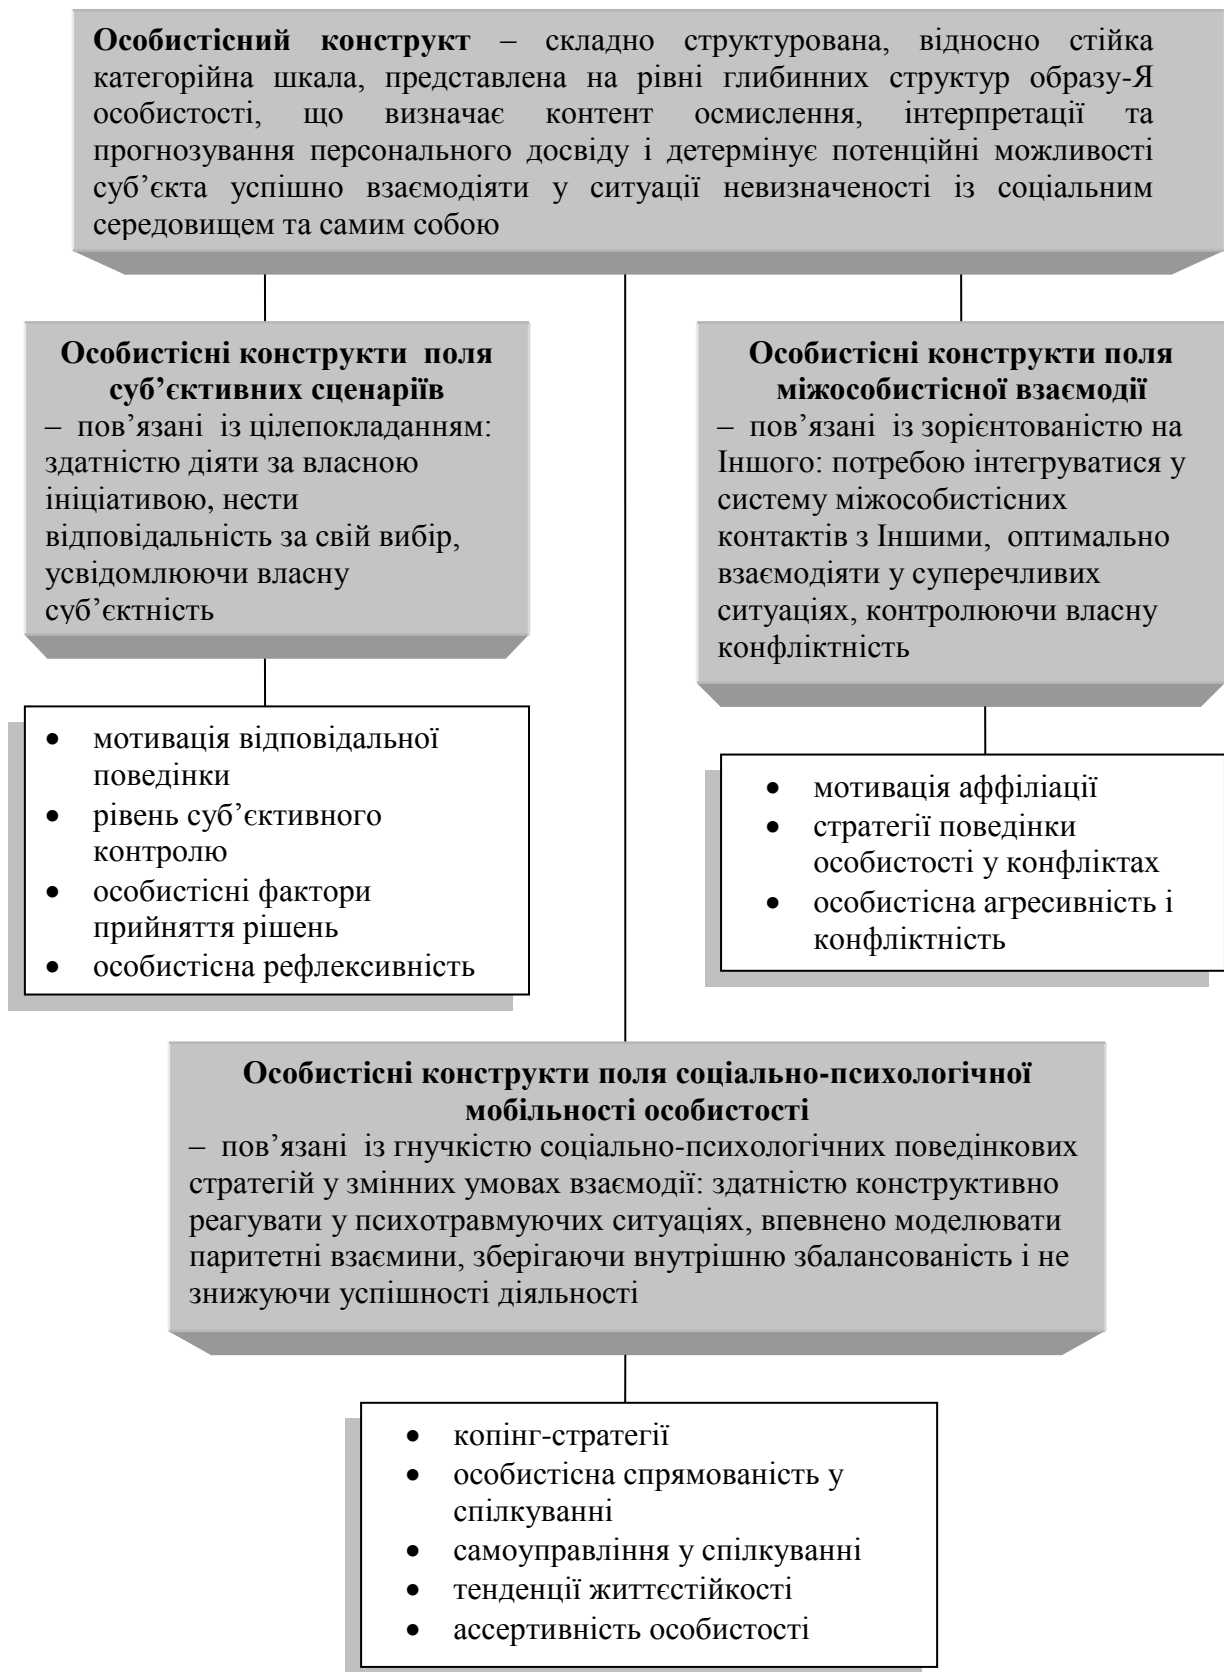 Особистісний конструкт – складно структурована, відносно стійка
категорійна шкала, представлена на рівні глибинних структур образу-Я
особистості, що визначає контент осмислення, інтерпретації та
прогнозування персонального досвіду і детермінує потенційні можливості
суб’єкта успішно взаємодіяти у ситуації невизначеності із соціальним
середовищем та самим собою
Особистісні конструкти поля
суб’єктивних сценаріїв
– пов’язані із цілепокладанням:
здатністю діяти за власною
ініціативою, нести
відповідальність за свій вибір,
усвідомлюючи власну
суб’єктність
• мотивація відповідальної
поведінки
• рівень суб’єктивного
контролю
• особистісні фактори
прийняття рішень
• особистісна рефлексивність
Особистісні конструкти поля
міжособистісної взаємодії
– пов’язані із зорієнтованістю на
Іншого: потребою інтегруватися у
систему міжособистісних
контактів з Іншими, оптимально
взаємодіяти у суперечливих
ситуаціях, контролюючи власну
конфліктність
• мотивація аффіліації
• стратегії поведінки
особистості у конфліктах
• особистісна агресивність і
конфліктність
Особистісні конструкти поля соціально-психологічної
мобільності особистості
– пов’язані із гнучкістю соціально-психологічних поведінкових
стратегій у змінних умовах взаємодії: здатністю конструктивно
реагувати у психотравмуючих ситуаціях, впевнено моделювати
паритетні взаємини, зберігаючи внутрішню збалансованість і не
знижуючи успішності діяльності
• копінг-стратегії
• особистісна спрямованість у
спілкуванні
• самоуправління у спілкуванні
• тенденції життєстійкості
• ассертивність особистості